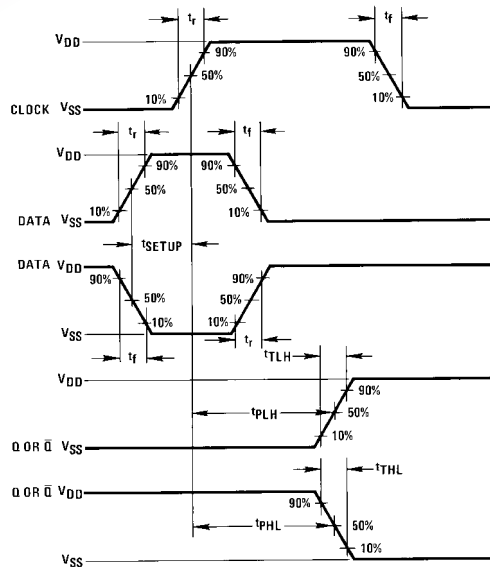 tr tf
VDD 90% 90%
50% 50%
10% 10%
CLOCK VSS
tr tf
VDD 90% 90%
50% 50%
10% 10%
DATA VSS
tSETUP
DATA VDD
90% 90%
50% 50%
10% 10%
VSS
tf tr
tTLH
VDD
90%
tPLH 50%
10%
Q OR Q̅ VSS
tTHL
Q OR Q̅ VDD
90%
tPHL 50%
10%
VSS